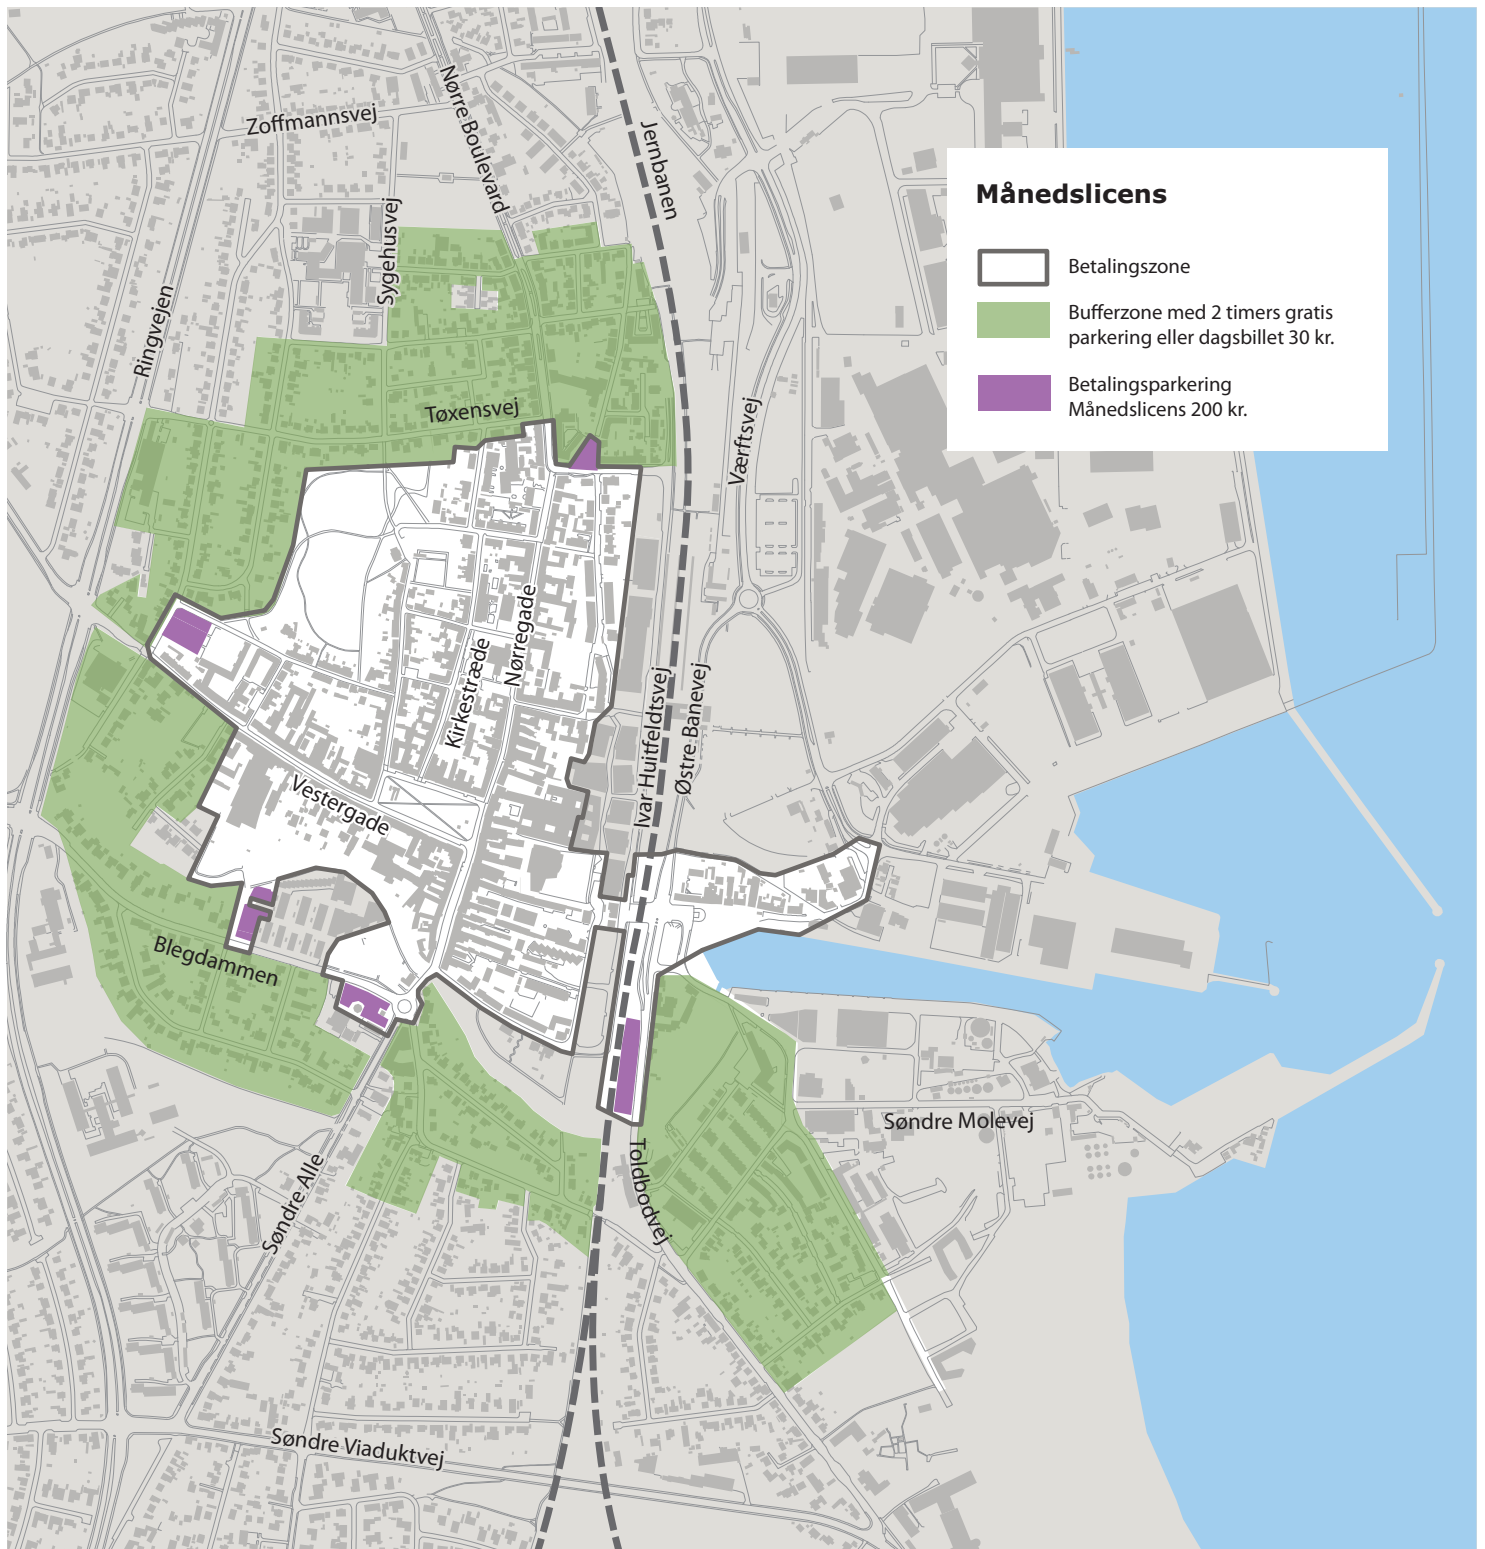 Månedslicens
Betalingszone
Bufferzone med 2 timers gratis
parkering eller dagsbillet 30 kr.
Betalingsparkering
Månedslicens 200 kr.
Zoffmannsvej
Nørre Boulevard
Jernbanen
Sygehusvej
Ringvejen
Tøxensvej
Værftsvej
Nørregade
Kirkestræde
Ivar Huitfeldtsvej
Østre Banevej
Vestergade
Blegdammen
Søndre Molevej
Toldbodvej
Søndre Alle
Søndre Viaduktvej